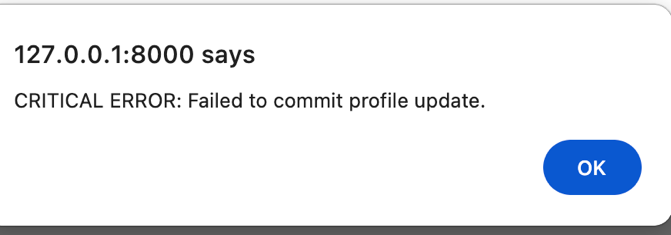 127.0.0.1:8000 says
CRITICAL ERROR: Failed to commit profile update.
OK